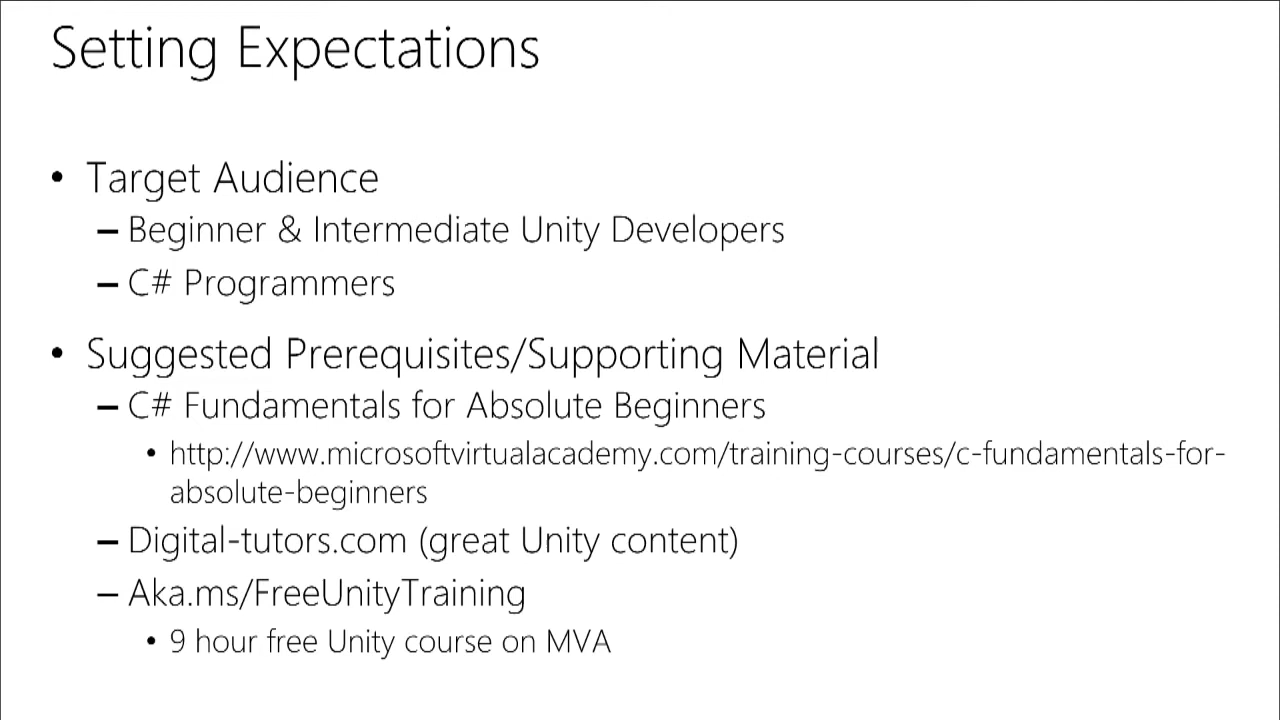 Setting Expectations
• Target Audience
– Beginner & Intermediate Unity Developers
– C# Programmers
• Suggested Prerequisites/Supporting Material
– C# Fundamentals for Absolute Beginners
• http://www.microsoftvirtualacademy.com/training-courses/c-fundamentals-for-
absolute-beginners
– Digital-tutors.com (great Unity content)
– Aka.ms/FreeUnityTraining
• 9 hour free Unity course on MVA